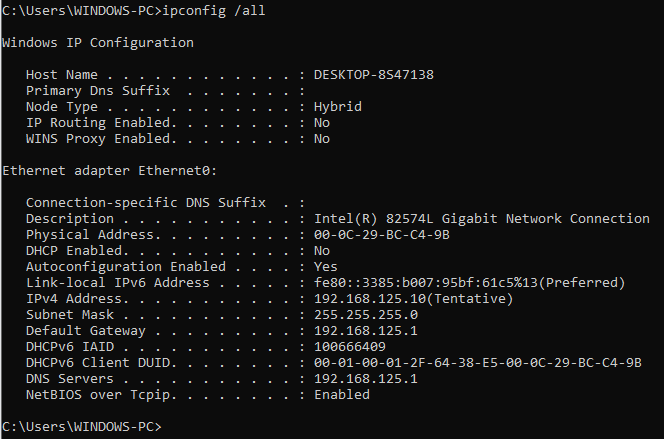 C:\Users\WINDOWS-PC>ipconfig /all
Windows IP Configuration
Host Name . . . . . . . . . . . . : DESKTOP-8S47138
Primary Dns Suffix  . . . . . . . :
Node Type . . . . . . . . . . . . : Hybrid
IP Routing Enabled. . . . . . . . : No
WINS Proxy Enabled. . . . . . . . : No
Ethernet adapter Ethernet0:
Connection-specific DNS Suffix  . :
Description . . . . . . . . . . . : Intel(R) 82574L Gigabit Network Connection
Physical Address. . . . . . . . . : 00-0C-29-BC-C4-9B
DHCP Enabled. . . . . . . . . . . : No
Autoconfiguration Enabled . . . . : Yes
Link-local IPv6 Address . . . . . : fe80::3385:b007:95bf:61c5%13(Preferred)
IPv4 Address. . . . . . . . . . . : 192.168.125.10(Tentative)
Subnet Mask . . . . . . . . . . . : 255.255.255.0
Default Gateway . . . . . . . . . : 192.168.125.1
DHCPv6 IAID . . . . . . . . . . . : 100666409
DHCPv6 Client DUID. . . . . . . . : 00-01-00-01-2F-64-38-E5-00-0C-29-BC-C4-9B
DNS Servers . . . . . . . . . . . : 192.168.125.1
NetBIOS over Tcpip. . . . . . . . : Enabled
C:\Users\WINDOWS-PC>